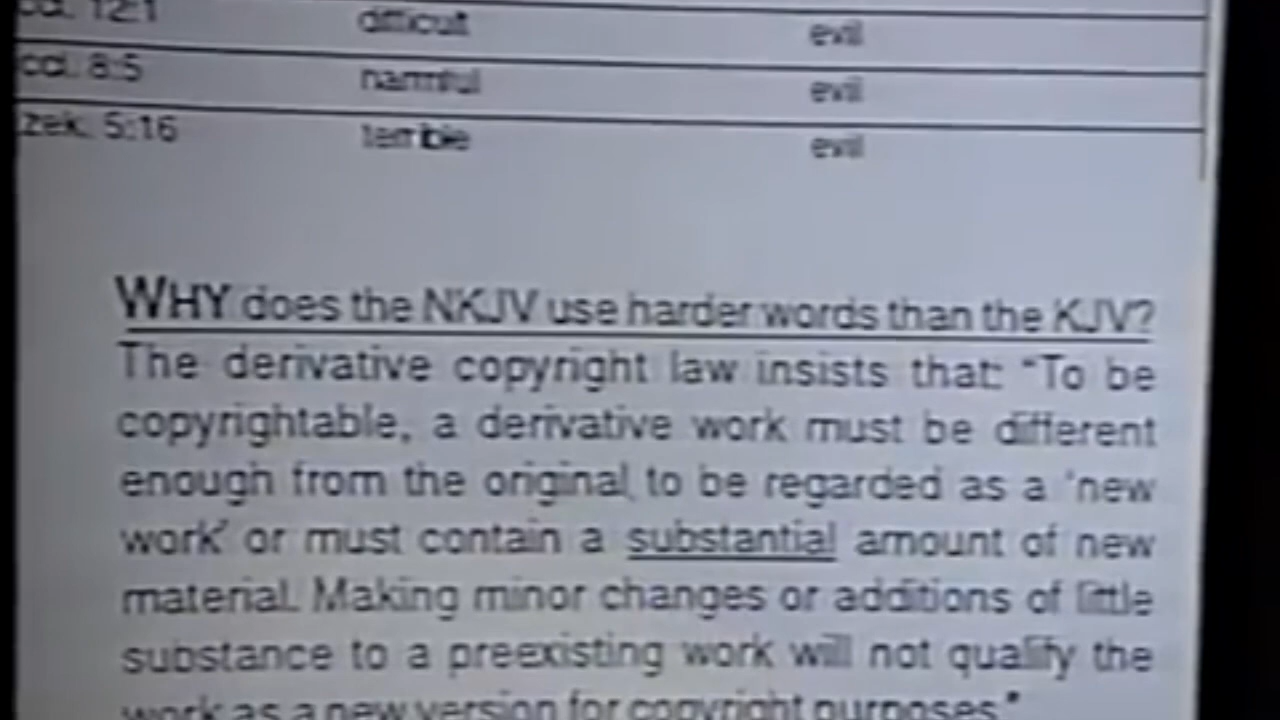 12:1 difficult evil
8:5 harmful evil
zek. 5:16 terrible evil
WHY does the NKJV use harder words than the KJV?
The derivative copyright law insists that: "To be
copyrightable, a derivative work must be different
enough from the original to be regarded as a 'new
work' or must contain a substantial amount of new
material. Making minor changes or additions of little
substance to a preexisting work will not qualify the
work as a new version for copyright purposes."